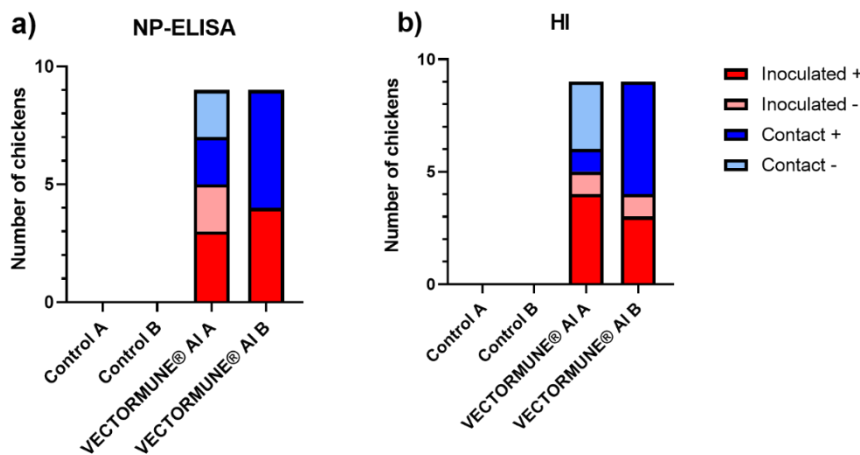 a)
NP-ELISA
Number of chickens
10
5
0
Control A
Control B
VECTORMUNE® AI A
VECTORMUNE® AI B
b)
HI
Number of chickens
10
5
0
Control A
Control B
VECTORMUNE® AI A
VECTORMUNE® AI B
Inoculated +
Inoculated -
Contact +
Contact -